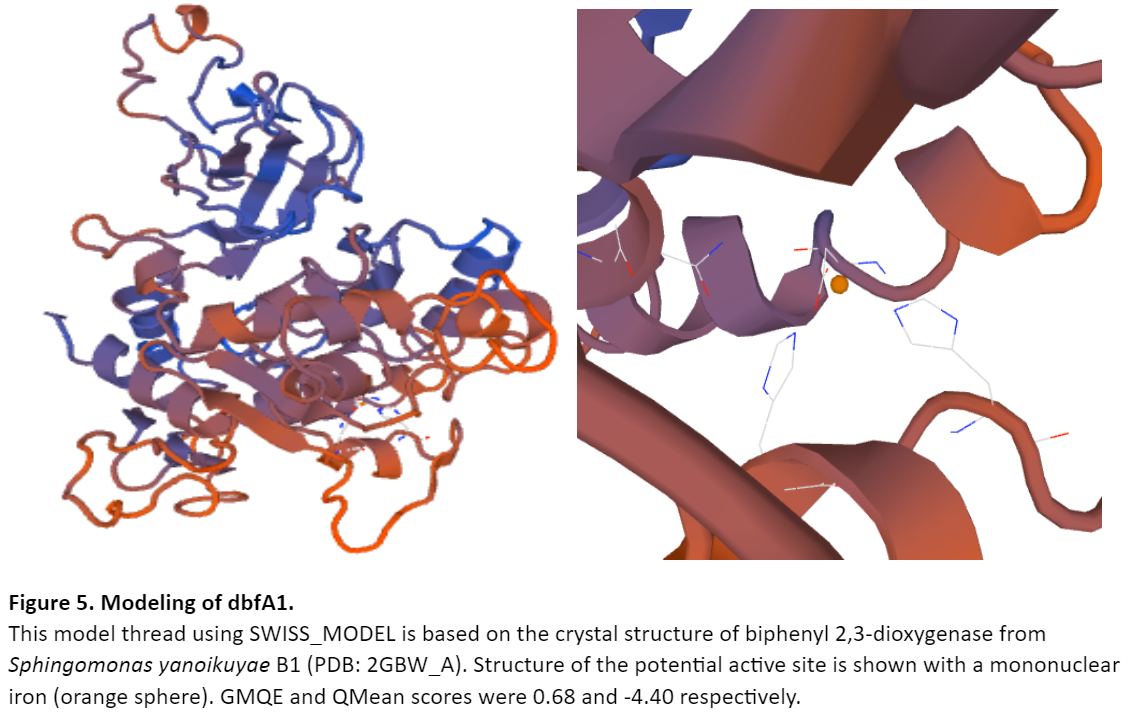 Figure 5. Modeling of dbfA1.
This model thread using SWISS_MODEL is based on the crystal structure of biphenyl 2,3-dioxygenase from
Sphingomonas yanoikuyae B1 (PDB: 2GBW_A). Structure of the potential active site is shown with a mononuclear
iron (orange sphere). GMQE and QMean scores were 0.68 and -4.40 respectively.